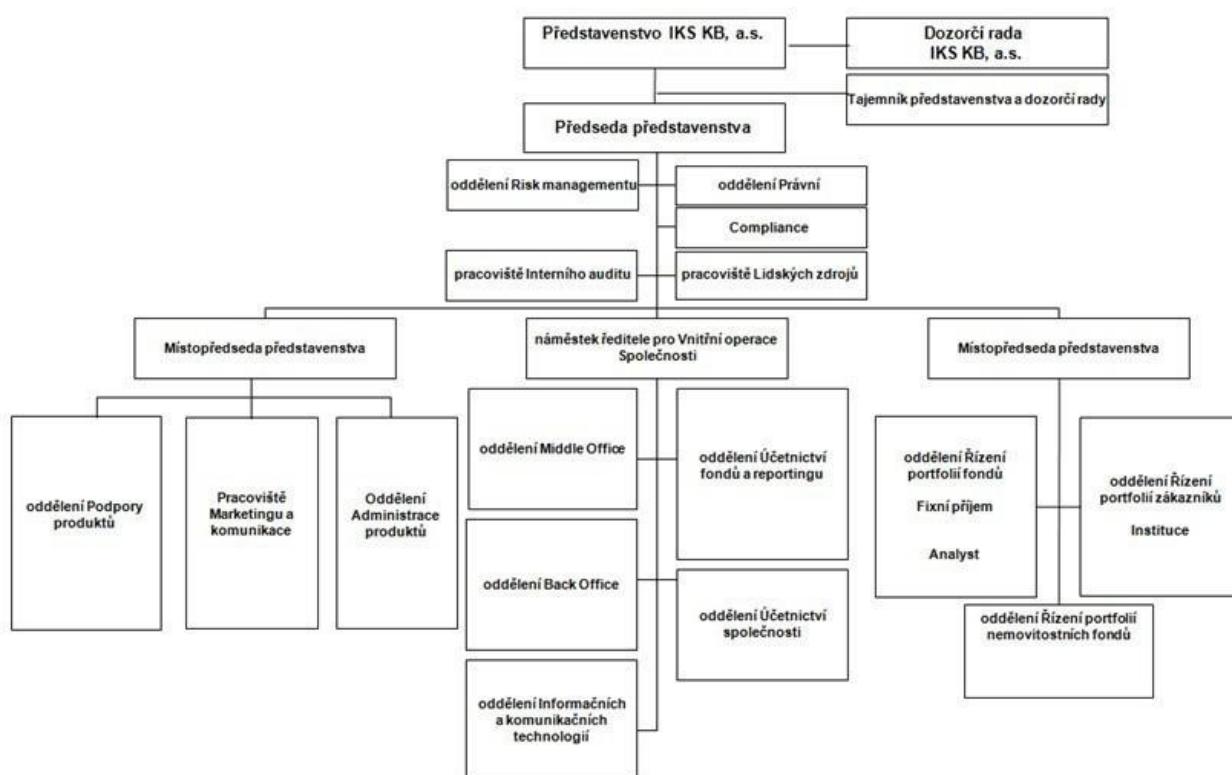 Představenstvo IKS KB, a.s.
Dozorčí rada
IKS KB, a.s.
Tajemník představenstva a dozorčí rady
Předseda představenstva
oddělení Risk managementu
oddělení Právní
Compliance
pracoviště Interního auditu
pracoviště Lidských zdrojů
Místopředseda představenstva
náměstek ředitele pro Vnitřní operace
Společnosti
Místopředseda představenstva
oddělení Podpory
produktů
Pracoviště
Marketingu a
komunikace
Oddělení
Administrace
produktů
oddělení Middle Office
oddělení Účetnictví
fondů a reportingu
oddělení Back Office
oddělení Účetnictví
společnosti
oddělení Informačních
a komunikačních
technologií
oddělení Řízení
portfolií fondů
Fixní příjem
Analyst
oddělení Řízení
portfolií zákazníků
Instituce
oddělení Řízení portfolií
nemovitostních fondů